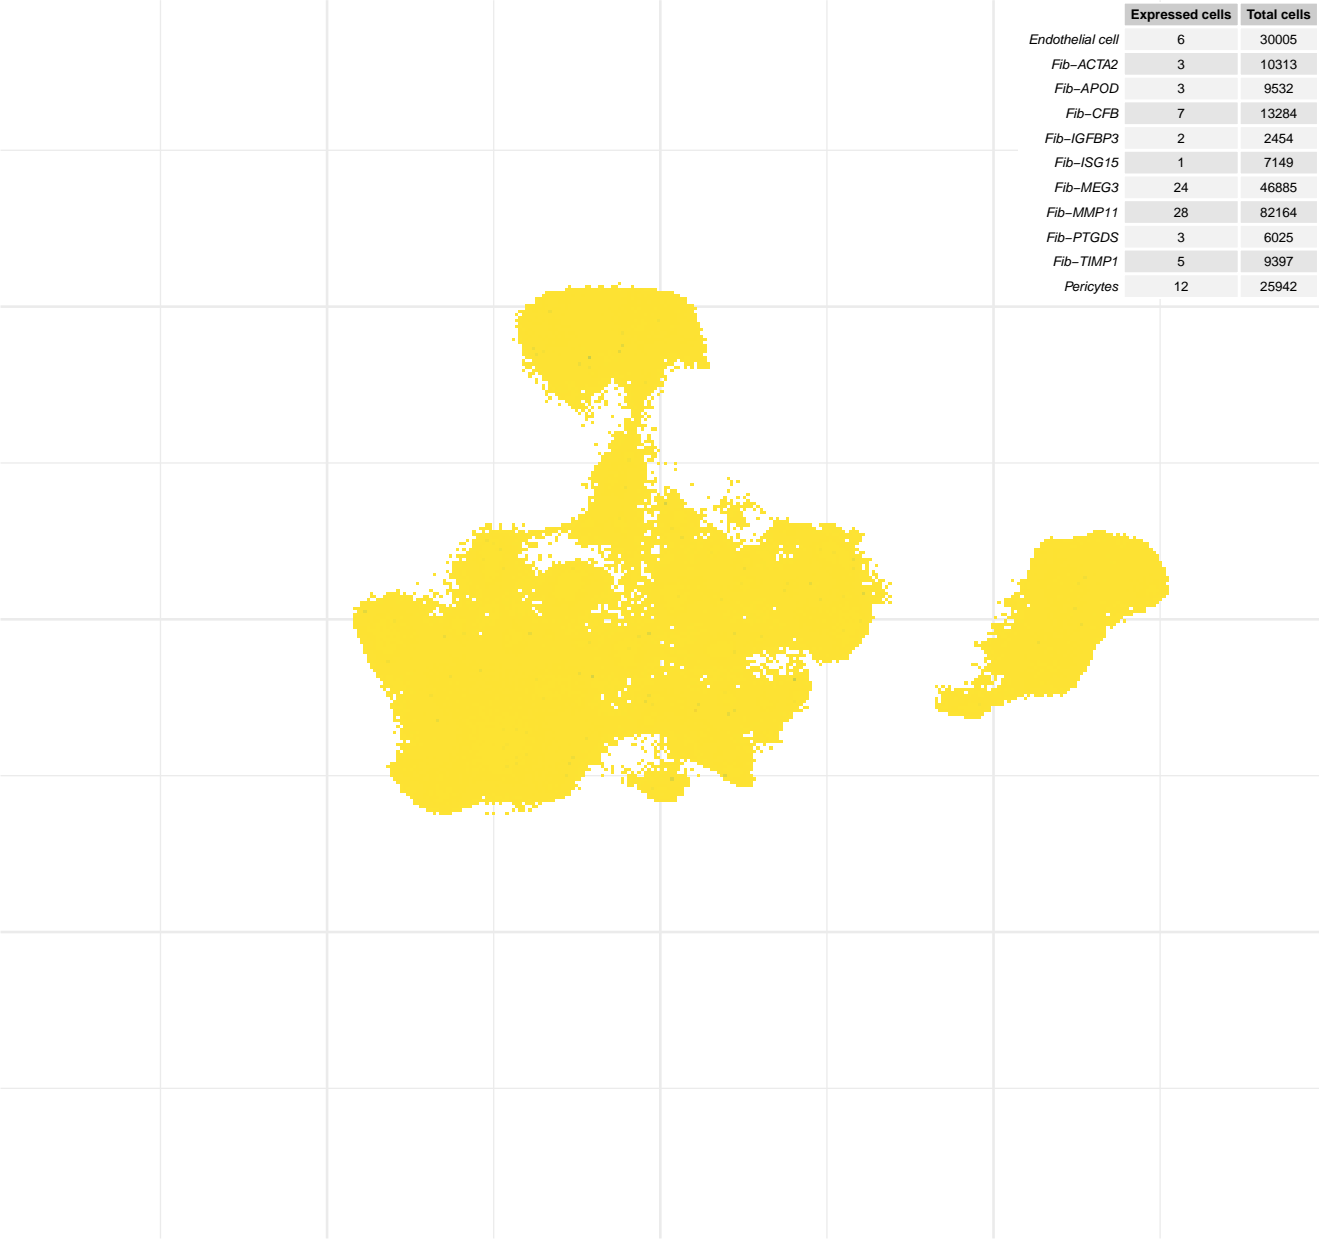 Expressed cells Total cells
Endothelial cell 6 30005
Fib−ACTA2 3 10313
Fib−APOD 3 9532
Fib−CFB 7 13284
Fib−IGFBP3 2 2454
Fib−ISG15 1 7149
Fib−MEG3 24 46885
Fib−MMP11 28 82164
Fib−PTGDS 3 6025
Fib−TIMP1 5 9397
Pericytes 12 25942